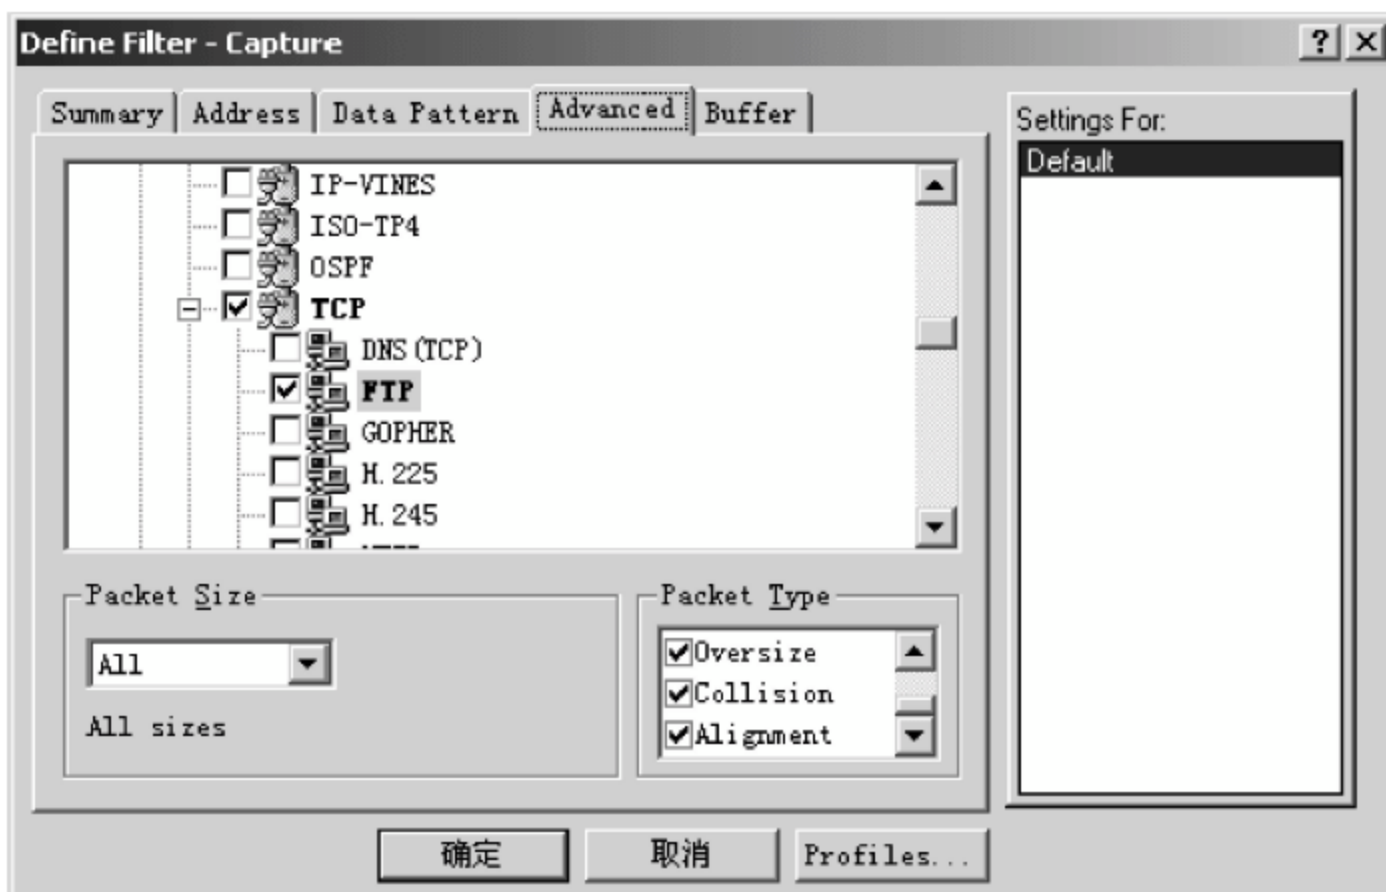 Define Filter - Capture
Summary Address Data Pattern Advanced Buffer
Settings For:
Default
IP-VINES
ISO-TP4
OSPF
TCP
DNS(TCP)
FTP
GOPHER
H.225
H.245
Packet Size
All
All sizes
Packet Type
Oversize
Collision
Alignment
确定 取消 Profiles...